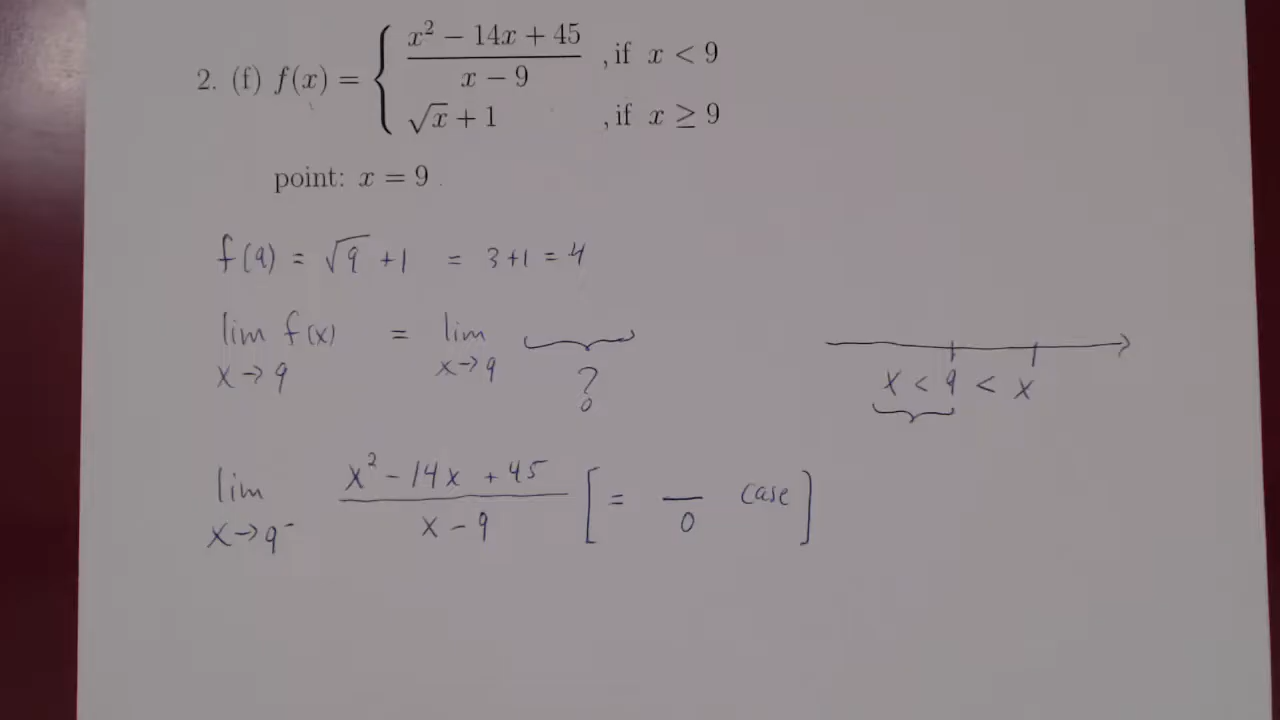 2. (f) f(x) = { x² − 14x + 45 / x − 9 , if x < 9
√x + 1 , if x ≥ 9
point: x = 9
f(9) = √9 + 1 = 3+1 = 4
lim x→9 f(x) = lim x→9 ?
x < 9 < x
lim x→9⁻ x² − 14x + 45 / x − 9 [ = — / 0 case ]